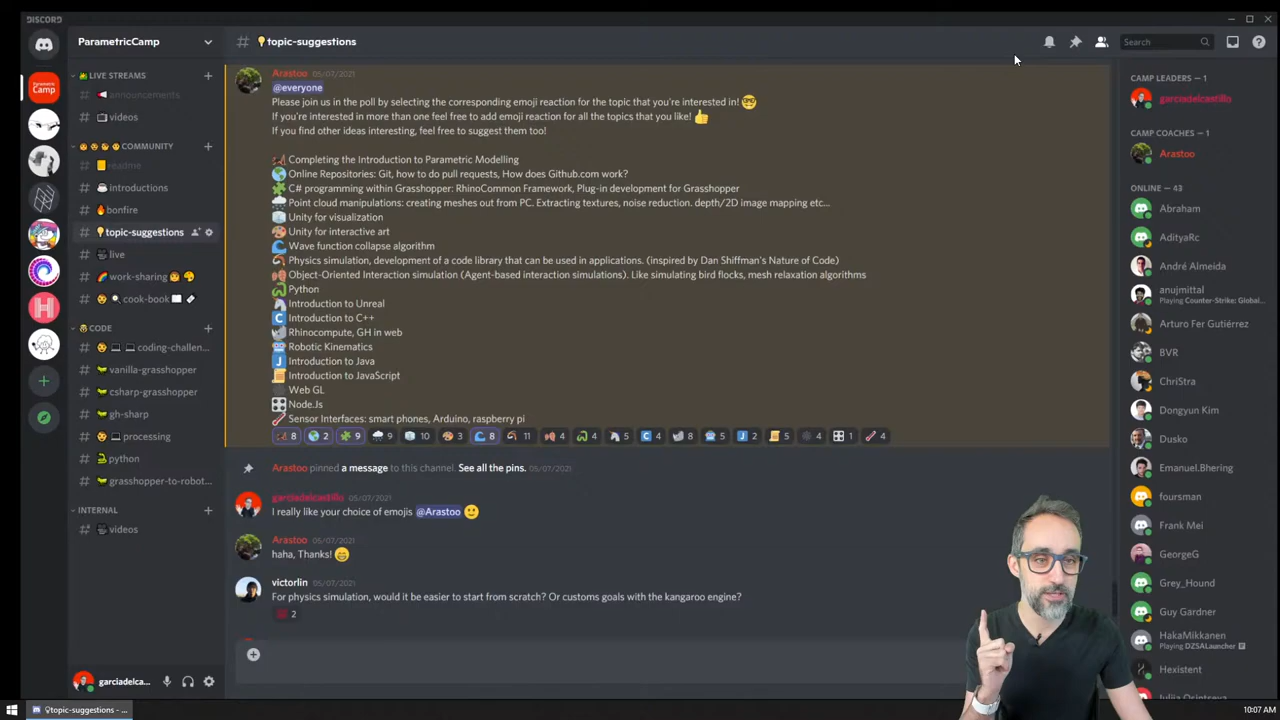 DISCORD
ParametricCamp
💡topic-suggestions
Search
LIVE STREAMS
announcements
videos
COMMUNITY
readme
introductions
bonfire
topic-suggestions
live
work-sharing
cook-book
CODE
coding-challen...
vanilla-grasshopper
csharp-grasshopper
gh-sharp
processing
python
grasshopper-to-robot...
INTERNAL
videos
garciadelca...
Arastoo 05/07/2021
@everyone
Please join us in the poll by selecting the corresponding emoji reaction for the topic that you're interested in!
If you're interested in more than one feel free to add emoji reaction for all the topics that you like!
If you find other ideas interesting, feel free to suggest them too!
Completing the Introduction to Parametric Modelling
Online Repositories: Git, how to do pull requests, How does Github.com work?
C# programming within Grasshopper: RhinoCommon Framework, Plug-in development for Grasshopper
Point cloud manipulations: creating meshes out from PC. Extracting textures, noise reduction. depth/2D image mapping etc...
Unity for visualization
Unity for interactive art
Wave function collapse algorithm
Physics simulation, development of a code library that can be used in applications. (inspired by Dan Shiffman's Nature of Code)
Object-Oriented Interaction simulation (Agent-based interaction simulations). Like simulating bird flocks, mesh relaxation algorithms
Python
Introduction to Unreal
C Introduction to C++
Rhinocompute, GH in web
Robotic Kinematics
J Introduction to Java
Introduction to JavaScript
Web GL
Node.Js
Sensor Interfaces: smart phones, Arduino, raspberry pi
8 2 9 9 10 3 8 11 4 4 5 C 4 8 5 J 2 5 4 1 4
Arastoo pinned a message to this channel. See all the pins. 05/07/2021
garciadelcastillo 05/07/2021
I really like your choice of emojis @Arastoo
Arastoo 05/07/2021
haha, Thanks!
victorlin 05/07/2021
For physics simulation, would it be easier to start from scratch? Or customs goals with the kangaroo engine?
2
CAMP LEADERS — 1
garciadelcastillo
CAMP COACHES — 1
Arastoo
ONLINE — 43
Abraham
AdityaRc
André Almeida
anujmittal
Playing Counter-Strike: Global...
Arturo Fer Gutiérrez
BVR
ChriStra
Dongyun Kim
Dusko
Emanuel.Bhering
foursman
Frank Mei
GeorgeG
Grey_Hound
Guy Gardner
HakaMikkanen
Playing DZSALauncher
Hexistent
topic-suggestions - ...
10:07 AM